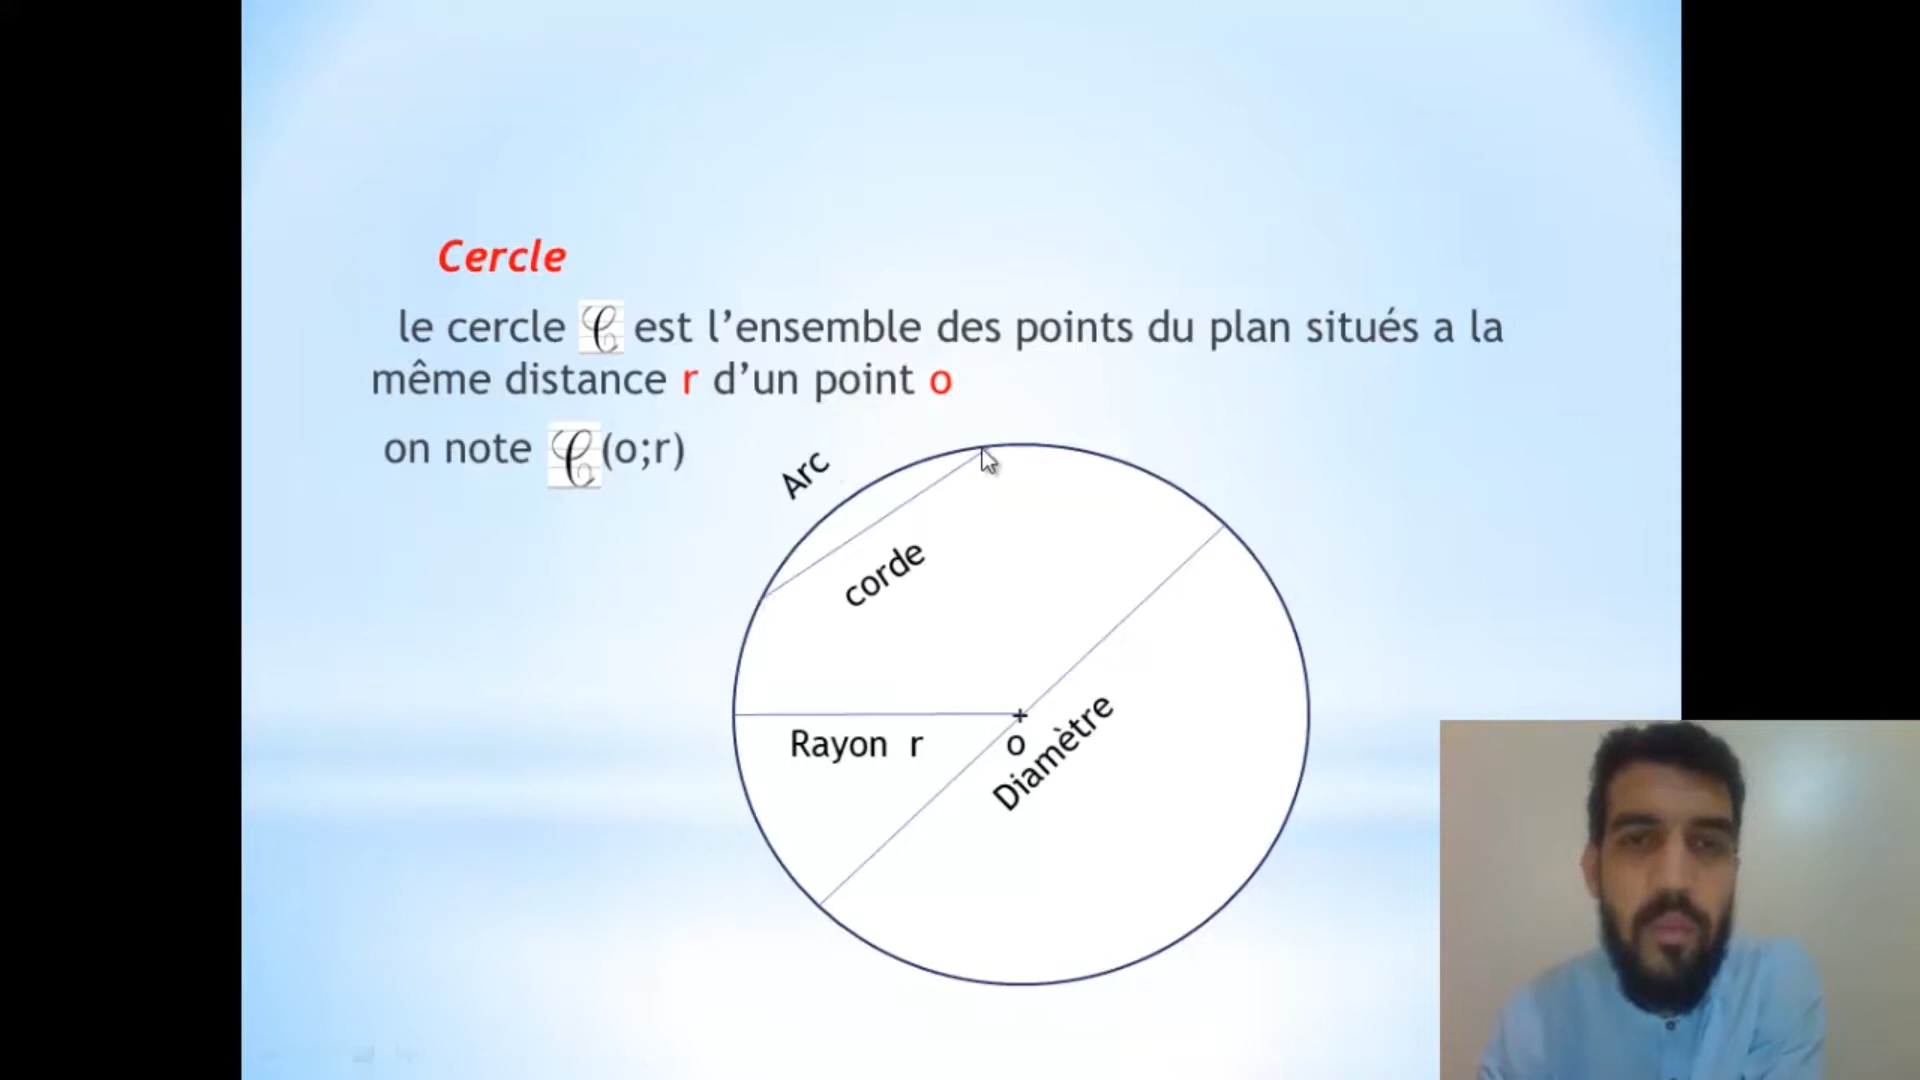 Cercle
le cercle 𝒞 est l’ensemble des points du plan situés a la
même distance r d’un point o
on note 𝒞(o;r)
Arc
corde
Rayon r
o
Diamètre